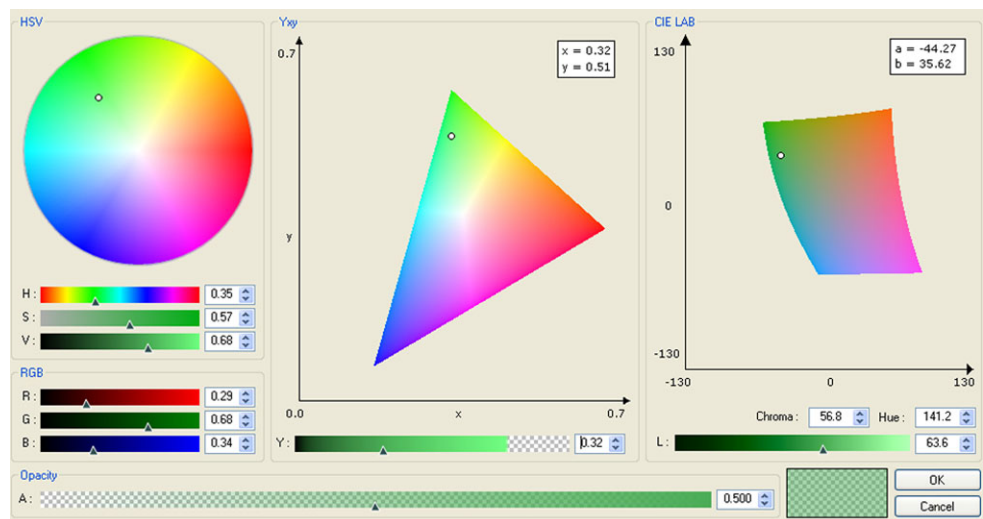 HSV
H :
0.35
S :
0.57
V :
0.68
RGB
R :
0.29
G :
0.68
B :
0.34
Yxy
0.7
x = 0.32
y = 0.51
y
0.0
x
0.7
Y :
0.32
CIE LAB
130
a = -44.27
b = 35.62
0
-130
-130
0
130
Chroma :
56.8
Hue :
141.2
L :
63.6
Opacity
A :
0.500
OK
Cancel